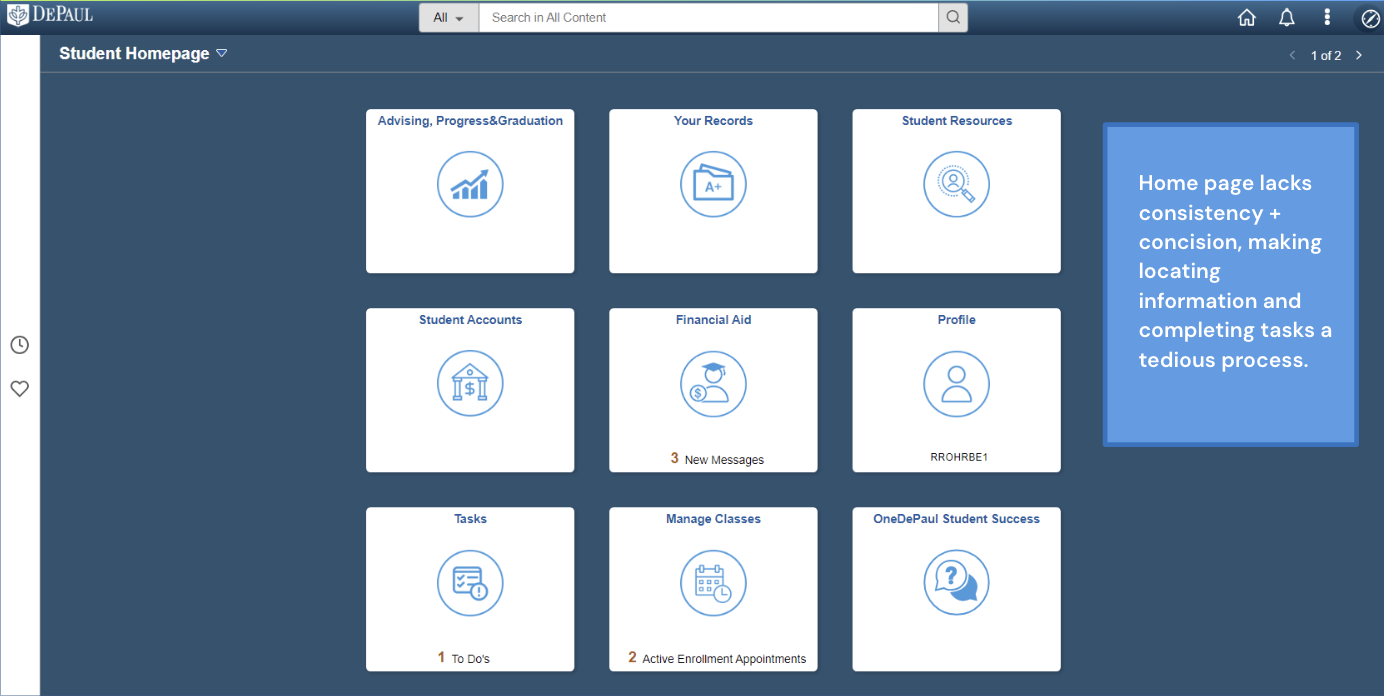 DEPAUL
All
Search in All Content
Student Homepage
1 of 2
Advising, Progress&Graduation
Your Records
A+
Student Resources
Home page lacks
consistency +
concision, making
locating
information and
completing tasks a
tedious process.
Student Accounts
$
Financial Aid
$
3 New Messages
Profile
RROHRBE1
Tasks
1 To Do's
Manage Classes
2 Active Enrollment Appointments
OneDePaul Student Success
?